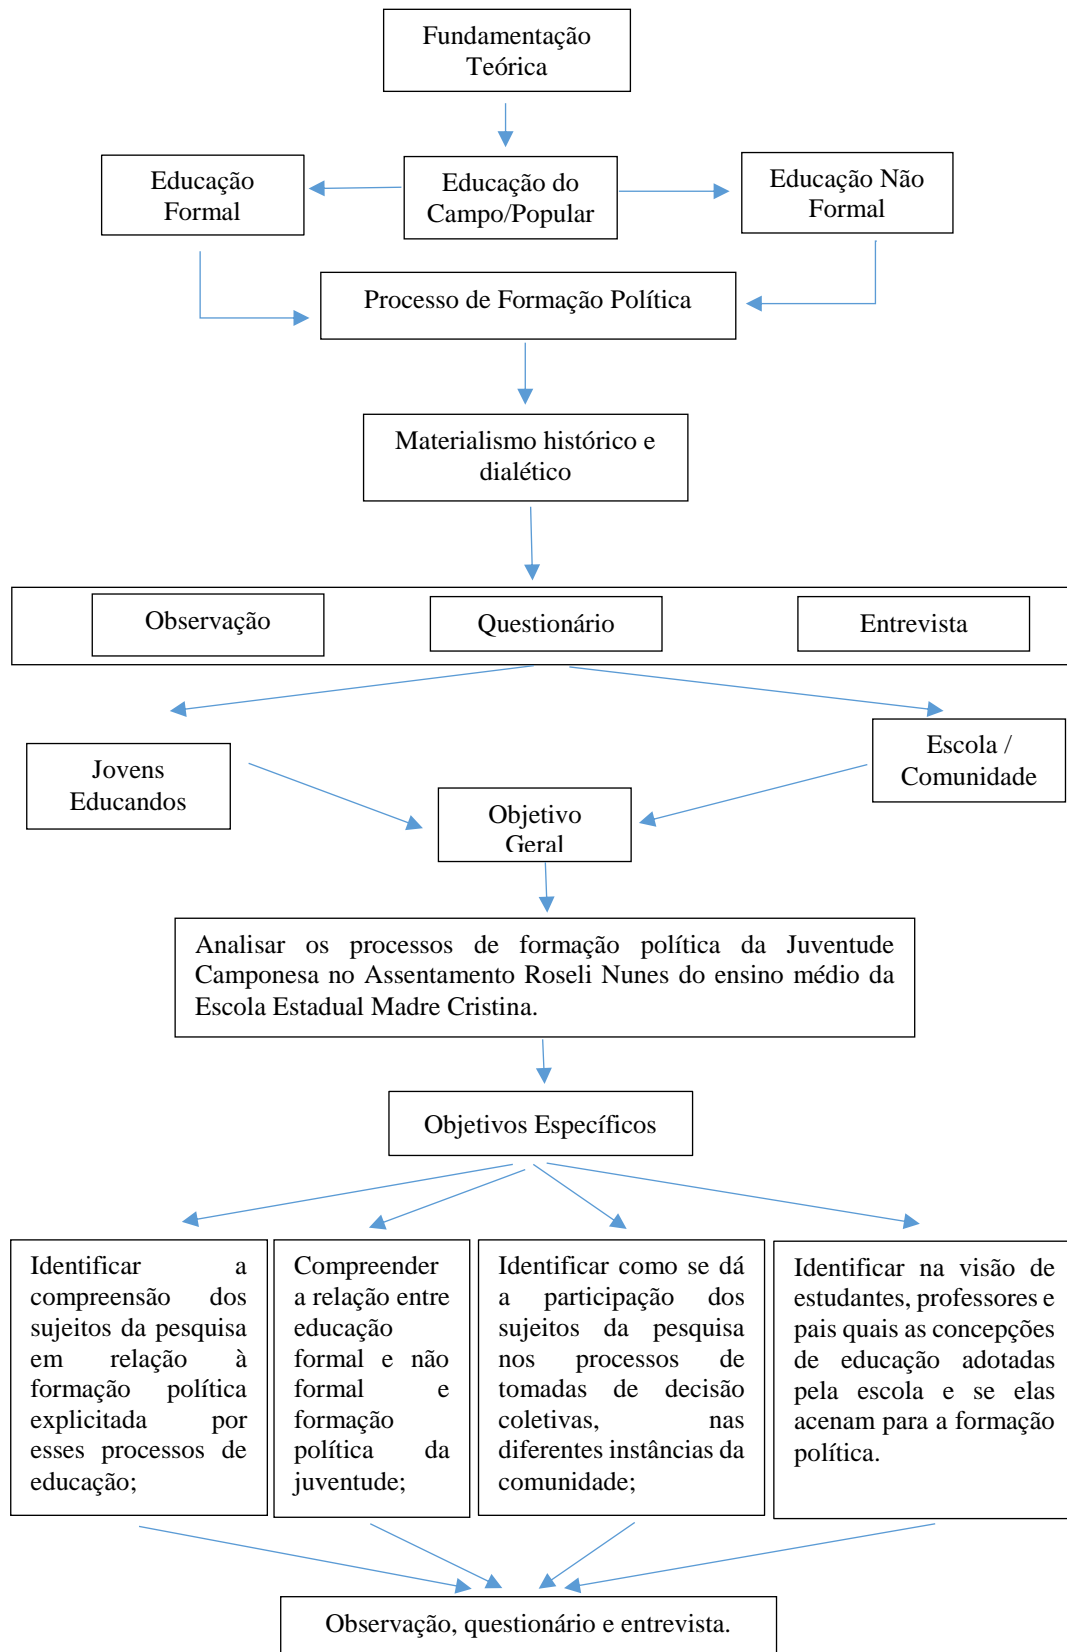 Fundamentação
Teórica
Educação
Formal
Educação do
Campo/Popular
Educação Não
Formal
Processo de Formação Política
Materialismo histórico e
dialético
Observação
Questionário
Entrevista
Jovens
Educandos
Escola /
Comunidade
Objetivo
Geral
Analisar os processos de formação política da Juventude
Camponesa no Assentamento Roseli Nunes do ensino médio da
Escola Estadual Madre Cristina.
Objetivos Específicos
Identificar a
compreensão dos
sujeitos da pesquisa
em relação à
formação política
explicitada por
esses processos de
educação;
Compreender
a relação entre
educação
formal e não
formal e
formação
política da
juventude;
Identificar como se dá
a participação dos
sujeitos da pesquisa
nos processos de
tomadas de decisão
coletivas, nas
diferentes instâncias da
comunidade;
Identificar na visão de
estudantes, professores e
pais quais as concepções
de educação adotadas
pela escola e se elas
acenam para a formação
política.
Observação, questionário e entrevista.